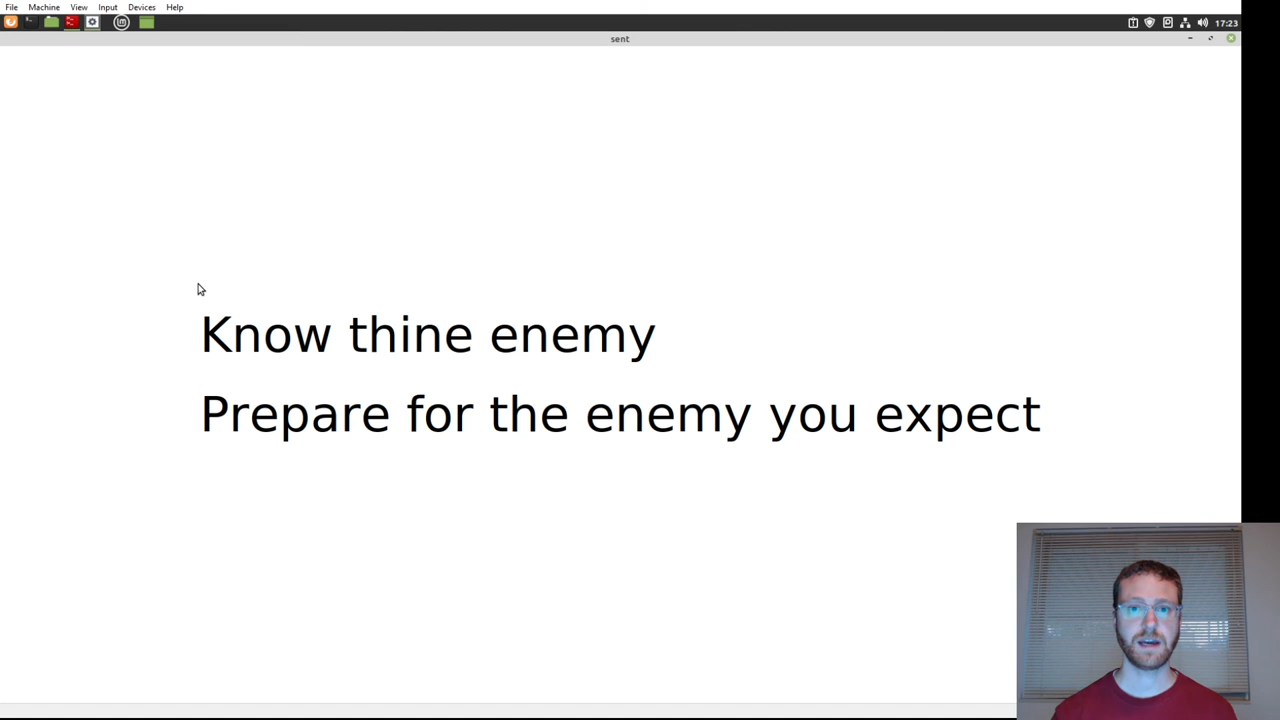 File Machine View Input Devices Help
17:23
sent
Know thine enemy
Prepare for the enemy you expect